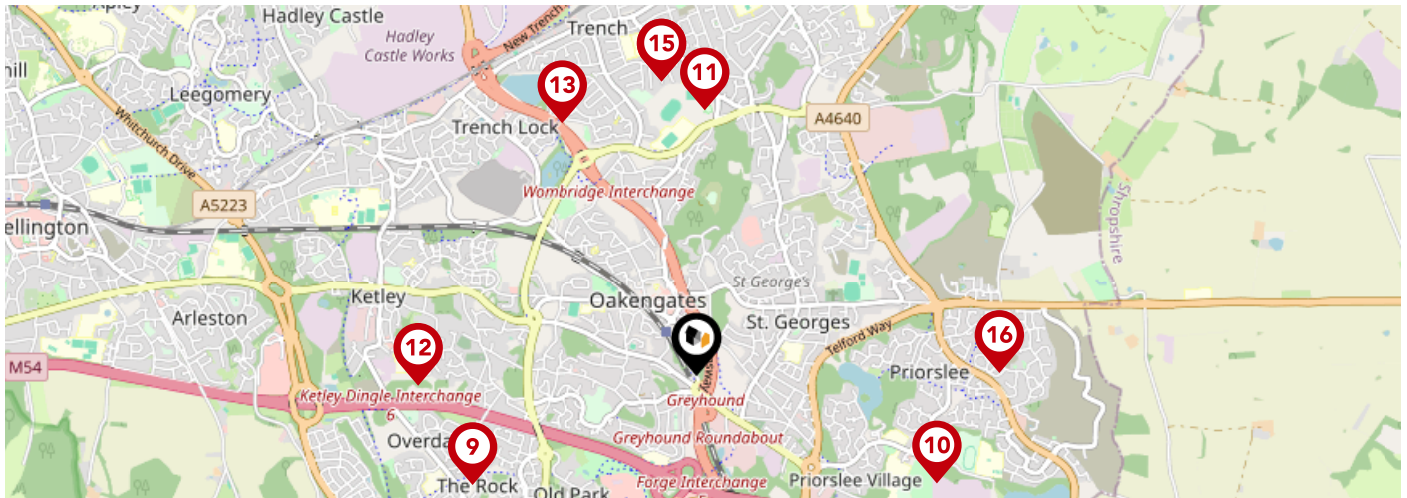 Hadley Castle
Trench
New Trench
Hadley
Castle Works
15
11
13
Leegomery
Trench Lock
A4640
Whitchurch Drive
Wombridge Interchange
A5223
Shropshire
ellington
St George's
Ketley
Oakengates
Arleston
St. Georges
Telford Way
16
12
M54
Priorslee
Ketley Dingle Interchange
6
Greyhound
Overda
9
Greyhound Roundabout
10
The Rock
Old Park
Forge Interchange
Priorslee Village